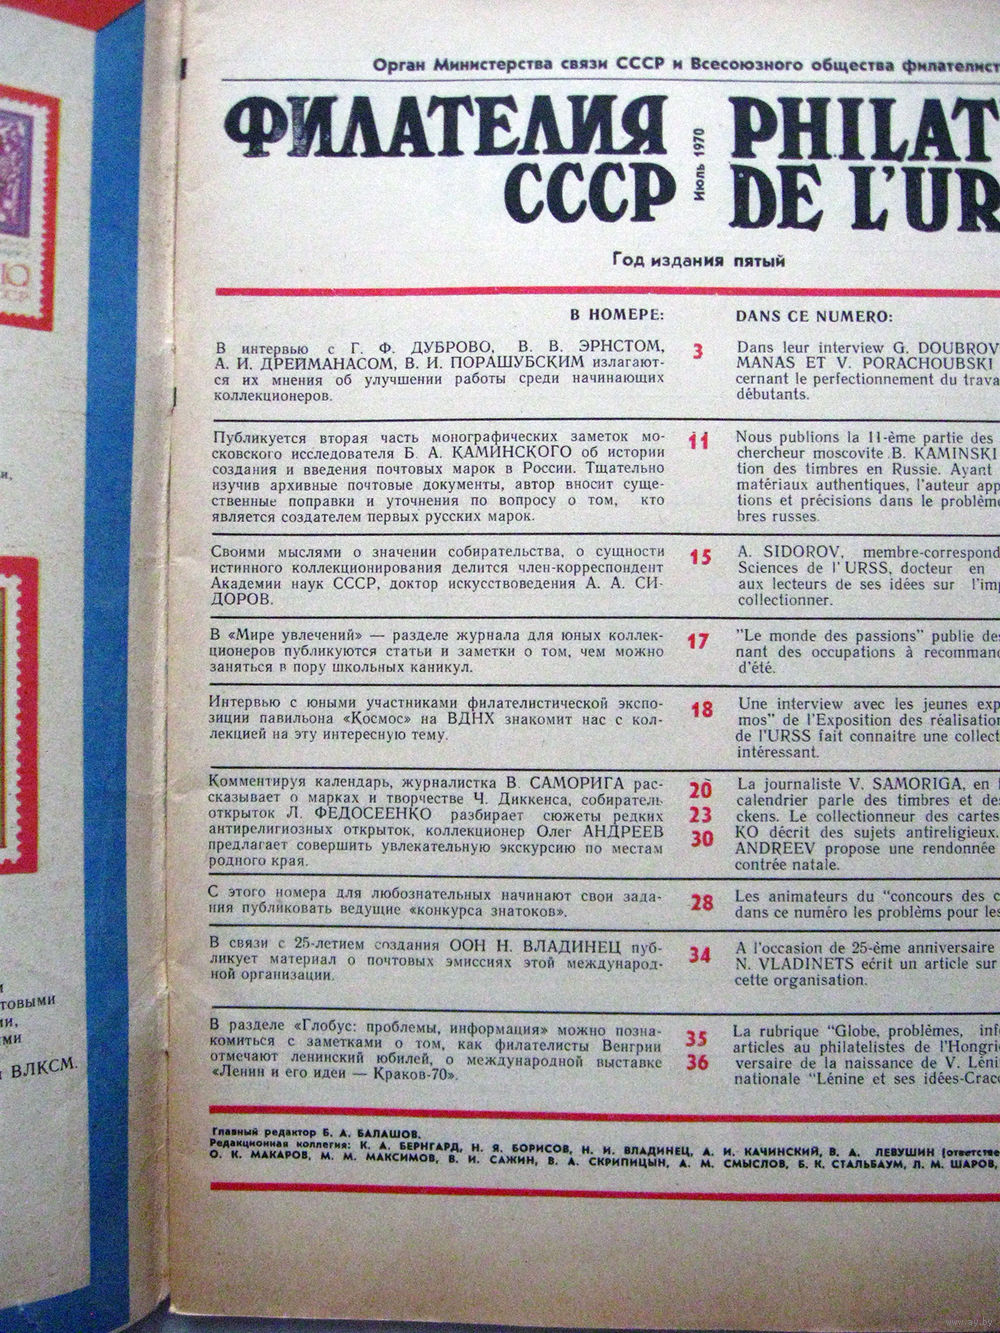 10
СССР
и,
товыми
ии,
ми
и ВЛКСМ.
Орган Министерства связи СССР и Всесоюзного общества филателист
ФИЛАТЕЛИЯ
СССР
Июль 1970
PHILAT
DE L'UR
Год издания пятый
В НОМЕРЕ:
В интервью с Г. Ф. ДУБРОВО, В. В. ЭРНСТОМ,
А. И. ДРЕЙМАНАСОМ, В. И. ПОРАШУБСКИМ излагают-
ся их мнения об улучшении работы среди начинающих
коллекционеров.
3
Публикуется вторая часть монографических заметок мо-
сковского исследователя Б. А. КАМИНСКОГО об истории
создания и введения почтовых марок в России. Тщательно
изучив архивные почтовые документы, автор вносит суще-
ственные поправки и уточнения по вопросу о том, кто
является создателем первых русских марок.
11
Своими мыслями о значении собирательства, о сущности
истинного коллекционирования делится член-корреспондент
Академии наук СССР, доктор искусствоведения А. А. СИ-
ДОРОВ.
15
В «Мире увлечений» — разделе журнала для юных коллек-
ционеров публикуются статьи и заметки о том, чем можно
заняться в пору школьных каникул.
17
Интервью с юными участниками филателистической экспо-
зиции павильона «Космос» на ВДНХ знакомит нас с кол-
лекцией на эту интересную тему.
18
Комментируя календарь, журналистка В. САМОРИГА рас-
сказывает о марках и творчестве Ч. Диккенса, собиратель
открыток Л. ФЕДОСЕЕНКО разбирает сюжеты редких
антирелигиозных открыток, коллекционер Олег АНДРЕЕВ
предлагает совершить увлекательную экскурсию по местам
родного края.
20
23
30
С этого номера для любознательных начинают свои зада-
ния публиковать ведущие «конкурса знатоков».
28
В связи с 25-летием создания ООН Н. ВЛАДИНЕЦ пуб-
ликует материал о почтовых эмиссиях этой международ-
ной организации.
34
В разделе «Глобус: проблемы, информация» можно позна-
комиться с заметками о том, как филателисты Венгрии
отмечают ленинский юбилей, о международной выставке
«Ленин и его идеи — Краков-70».
35
36
DANS CE NUMERO:
Dans leur interview G. DOUBROV
MANAS ET V. PORACHOUBSKI
cernant le perfectionnement du trava
débutants.
Nous publions la 11-ème partie des
chercheur moscovite B. KAMINSKI
tion des timbres en Russie. Ayant
matériaux authentiques, l'auteur app
tions et précisions dans le problème
bres russes.
A. SIDOROV, membre-correspond
Sciences de l'URSS, docteur en
aux lecteurs de ses idées sur l'imp
collectionner.
"Le monde des passions" publie des
nant des occupations à recommand
d'été.
Une interview avec les jeunes exp
mos" de l'Exposition des réalisation
de l'URSS fait connaitre une collect
intéressant.
La journaliste V. SAMORIGA, en
calendrier parle des timbres et de
ckens. Le collectionneur des cartes
KO décrit des sujets antireligieux.
ANDREEV propose une rendonnée
contrée natale.
Les animateurs du "concours des c
dans ce numéro les problèms pour les
A l'occasion de 25-ème anniversaire
N. VLADINETS ecrit un article sur
cette organisation.
La rubrique "Globe, problèmes, inf
articles au philatelistes de l'Hongri
versaire de la naissance de V. Léni
nationale "Lénine et ses idées-Craco
Главный редактор Б. А. БАЛАШОВ.
Редакционная коллегия: К. А. БЕРНГАРД, Н. Я. БОРИСОВ, Н. И. ВЛАДИНЕЦ, А. И. КАЧИНСКИЙ, В. А. ЛЕВУШИН (ответстве
О. К. МАКАРОВ, М. М. МАКСИМОВ, В. И. САЖИН, В. А. СКРИПИЦЫН, А. М. СМЫСЛОВ, Б. К. СТАЛЬБАУМ, Л. М. ШАРОВ,
www.ay.by